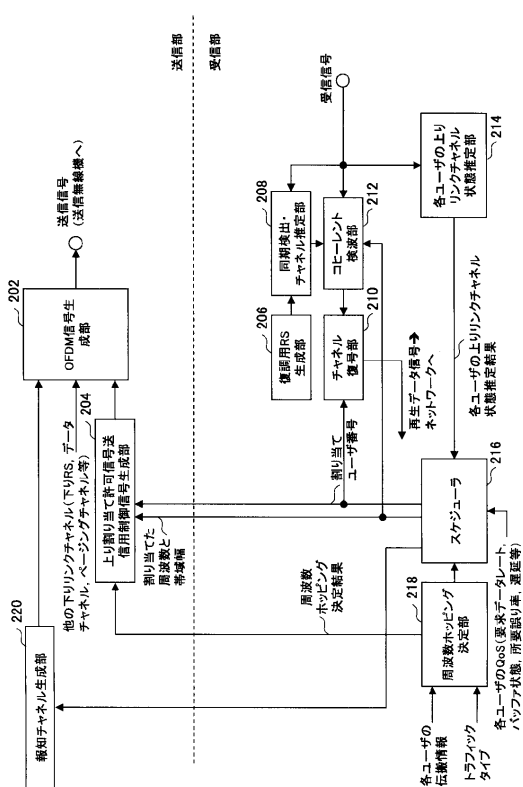 送信部
受信部
送信信号
(送信無線機へ)
202
OFDM信号生
成部
他の下りリンクチャネル(下りRS, データ
チャネル, ページングチャネル等)
204
上り割り当て許可信号送
信用制御信号生成部
220
報知チャネル生成部
受信信号
208
同期検出・
チャネル推定部
206
復調用RS
生成部
212
コヒーレント
検波部
210
チャネル
復号部
214
各ユーザの上り
リンクチャネル
状態推定部
再生データ信号→
ネットワークへ
割り当て
ユーザ番号
割り当てた
周波数と
帯域幅
周波数
ホッピング
決定結果
各ユーザの上りリンクチャネル
状態推定結果
216
スケジューラ
218
周波数ホッピング
決定部
各ユーザの
伝搬情報
トラフィック
タイプ
各ユーザのQoS(要求データレート,
バッファ状態, 所要誤り率, 遅延等)